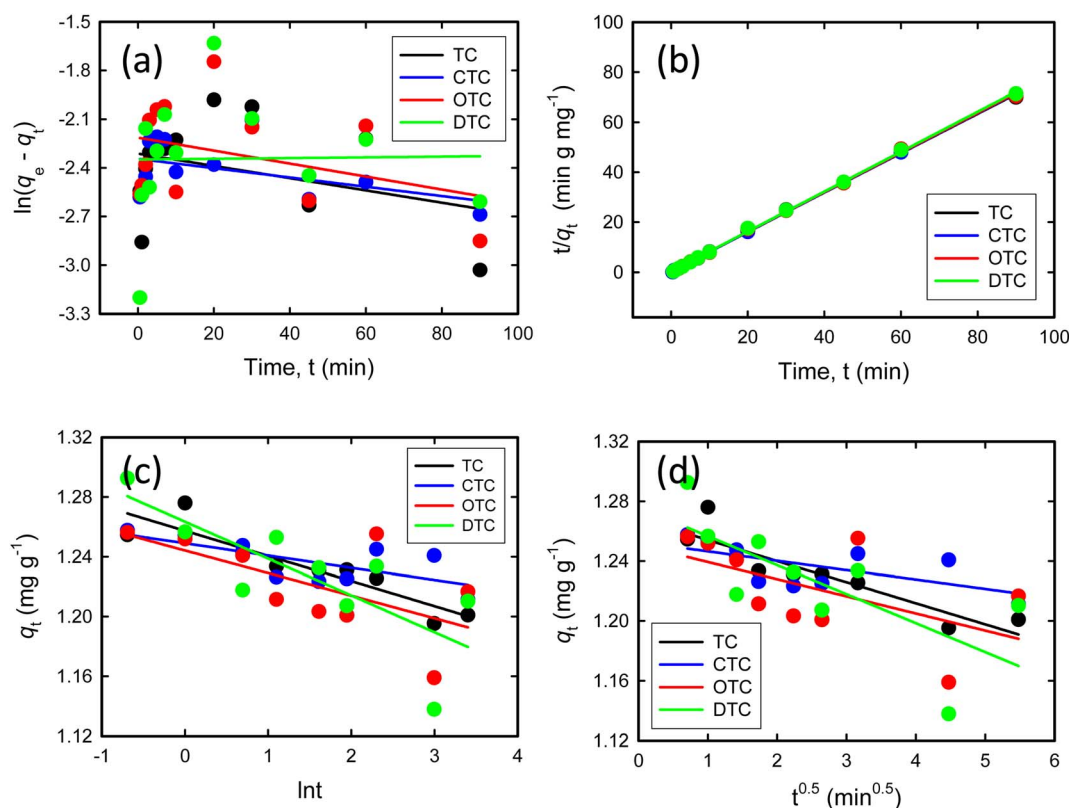 (a)
TC
CTC
OTC
DTC
-1.5
-1.8
-2.1
-2.4
-2.7
-3.0
-3.3
ln(qe - qt)
0 20 40 60 80 100
Time, t (min)
(b)
100
80
60
40
20
0
t/qt (min g mg-1)
TC
CTC
OTC
DTC
0 20 40 60 80 100
Time, t (min)
(c)
TC
CTC
OTC
DTC
1.32
1.28
1.24
1.20
1.16
1.12
qt (mg g-1)
-1 0 1 2 3 4
lnt
(d)
1.32
1.28
1.24
1.20
1.16
1.12
qt (mg g-1)
TC
CTC
OTC
DTC
0 1 2 3 4 5 6
t0.5 (min0.5)